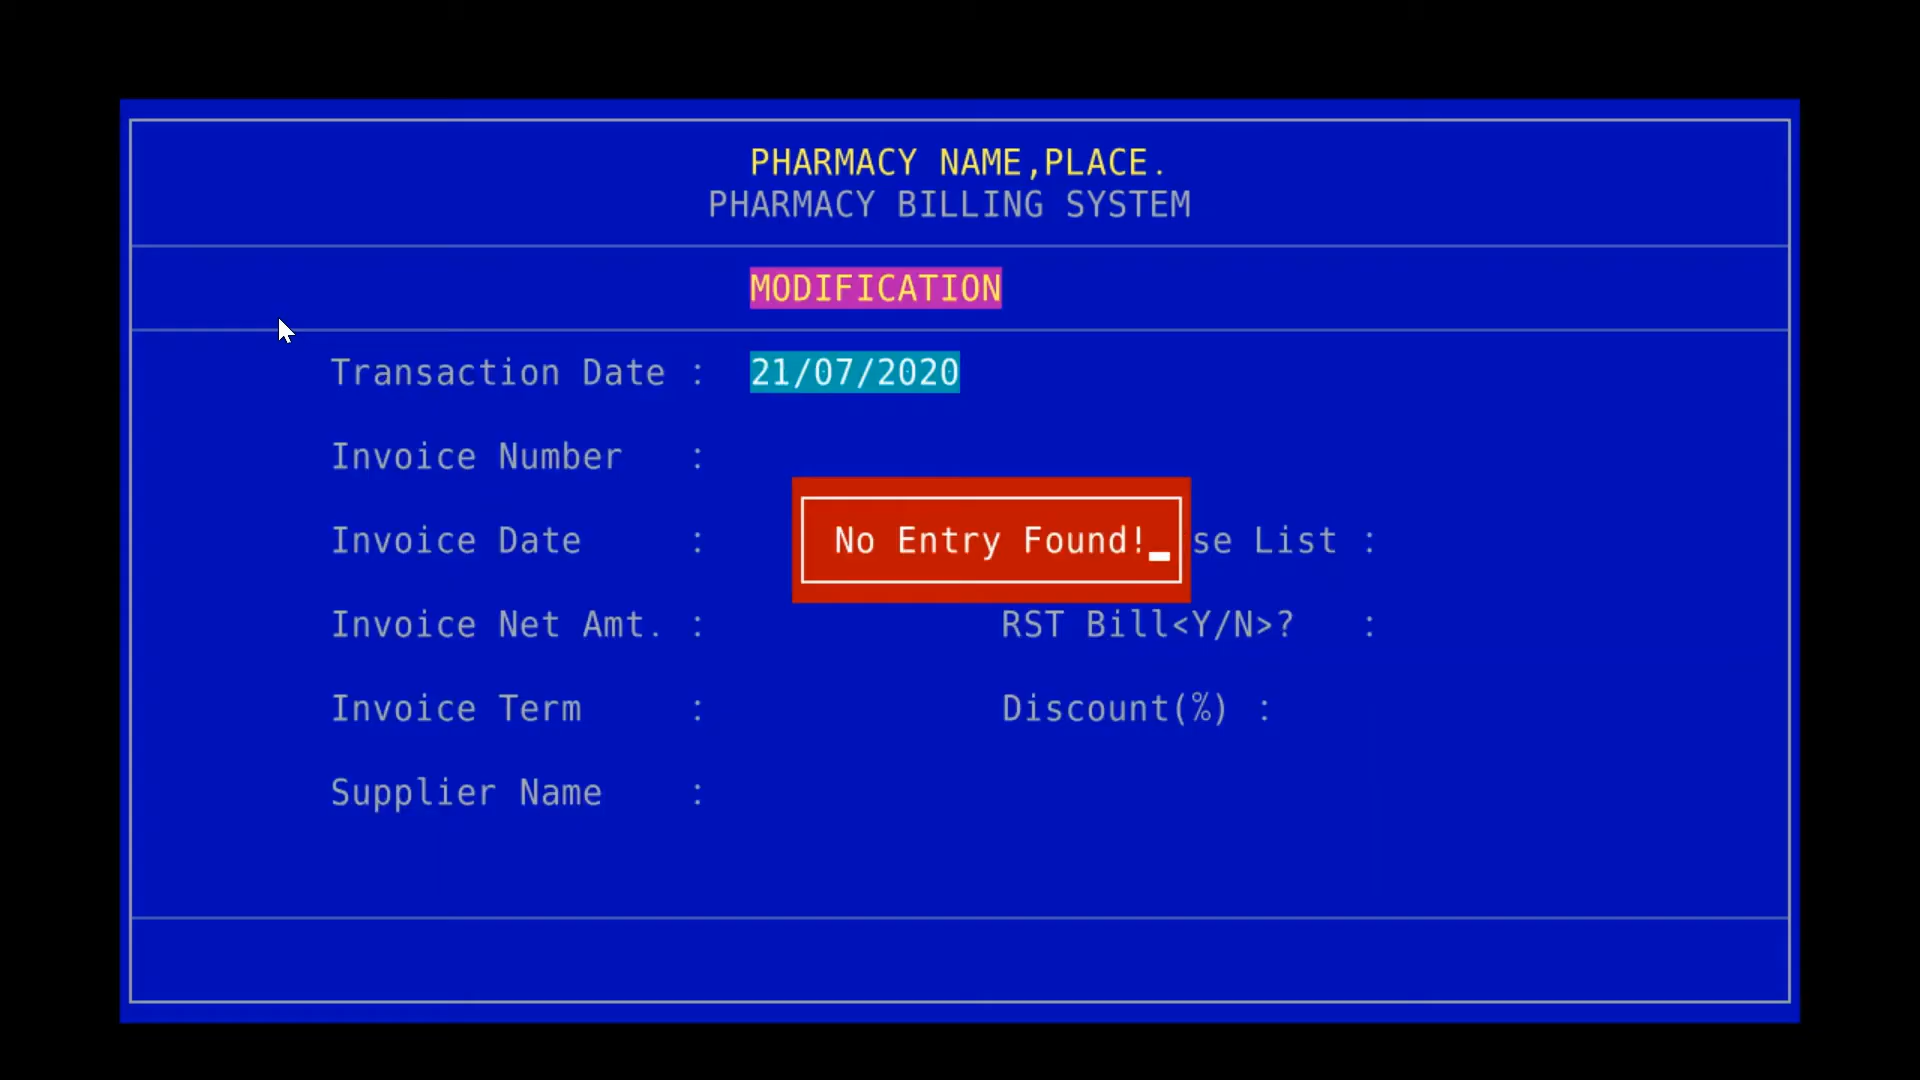 PHARMACY NAME,PLACE.
PHARMACY BILLING SYSTEM
MODIFICATION
Transaction Date : 21/07/2020
Invoice Number :
No Entry Found!
Invoice Date : se List :
Invoice Net Amt. : RST Bill<Y/N>? :
Invoice Term : Discount(%) :
Supplier Name :